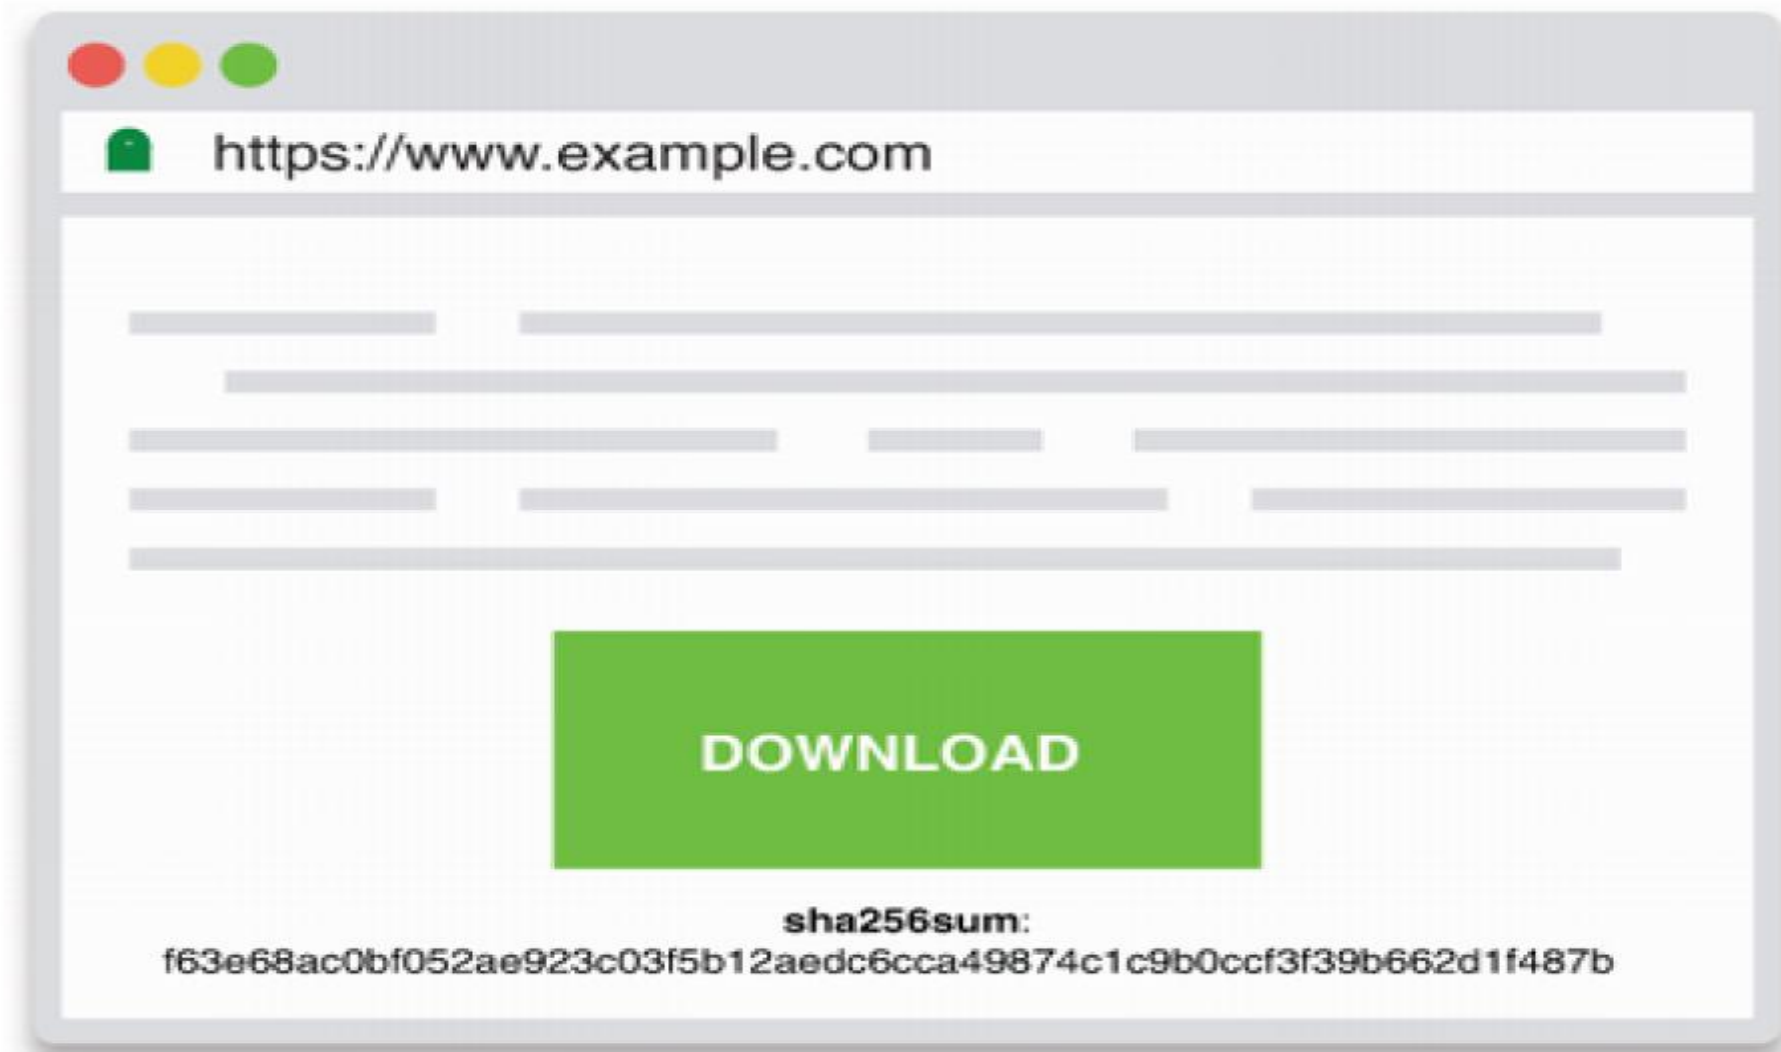 https://www.example.com
DOWNLOAD
sha256sum:
f63e68ac0bf052ae923c03f5b12aedc6cca49874c1c9b0ccf3f39b662d1f487b